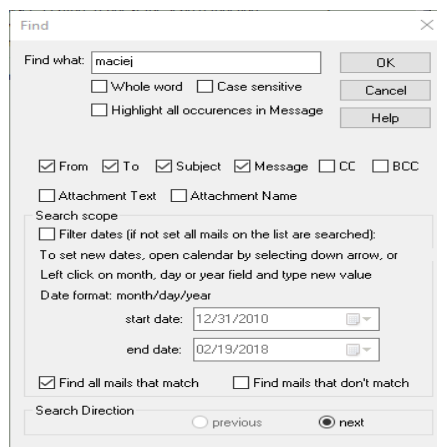 Find
Find what: maciej OK
Whole word Case sensitive Cancel
Highlight all occurences in Message Help
From To Subject Message CC BCC
Attachment Text Attachment Name
Search scope
Filter dates (if not set all mails on the list are searched):
To set new dates, open calendar by selecting down arrow, or
Left click on month, day or year field and type new value
Date format: month/day/year
start date: 12/31/2010
end date: 02/19/2018
Find all mails that match Find mails that don't match
Search Direction
previous next